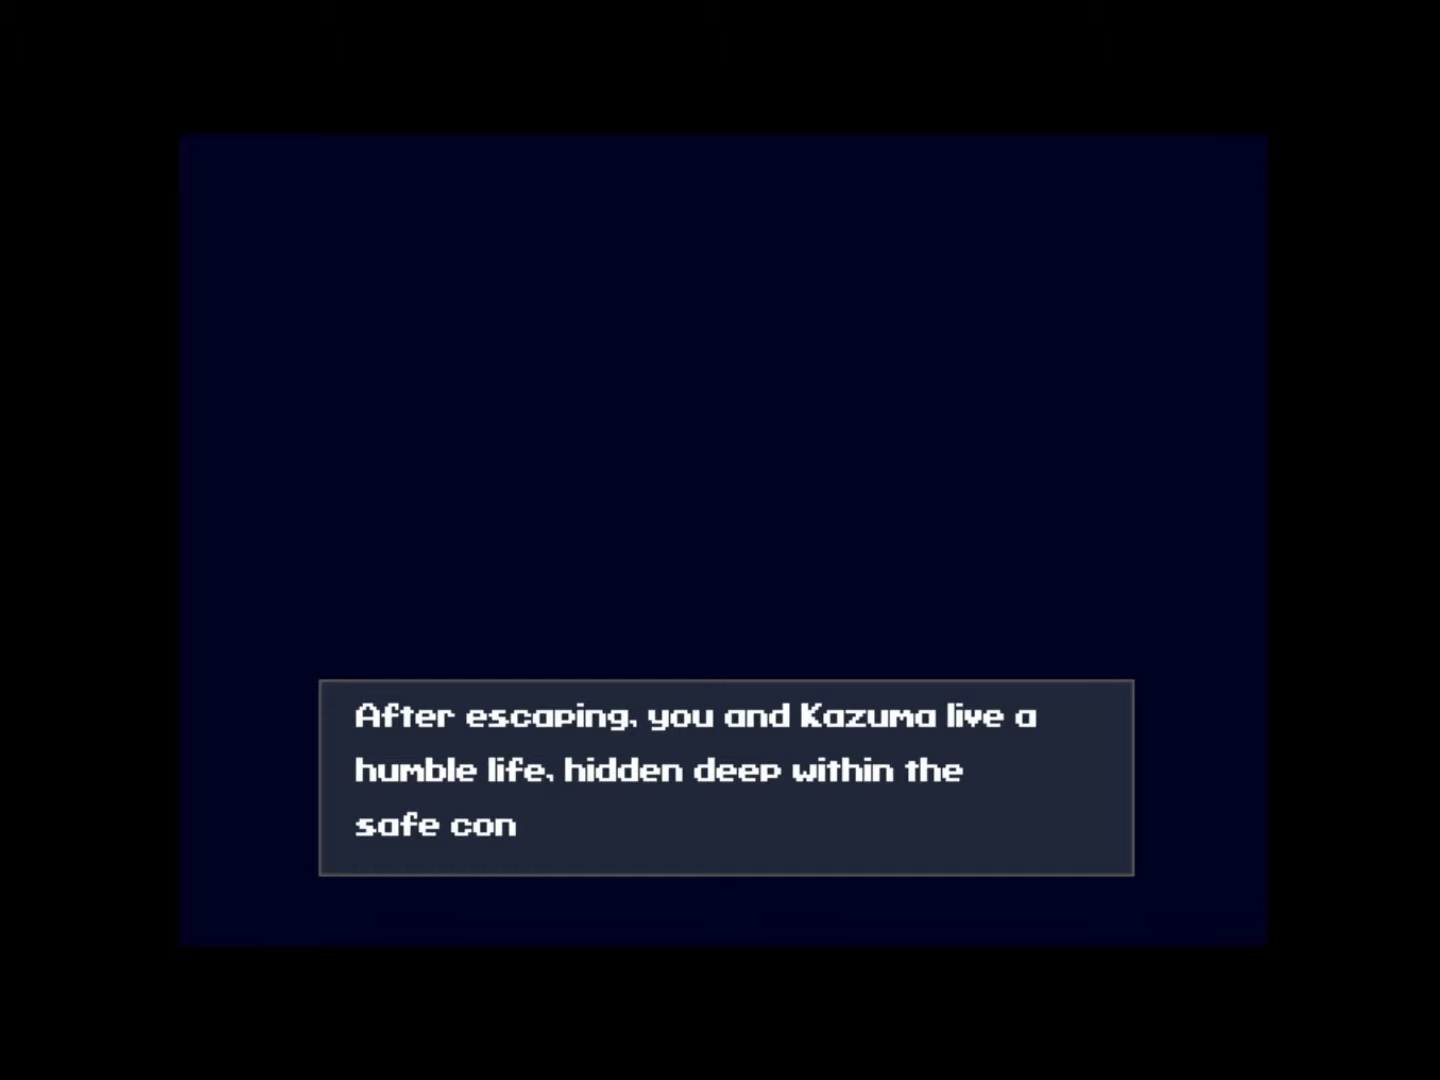 After escaping, you and Kazuma live a
humble life, hidden deep within the
safe con